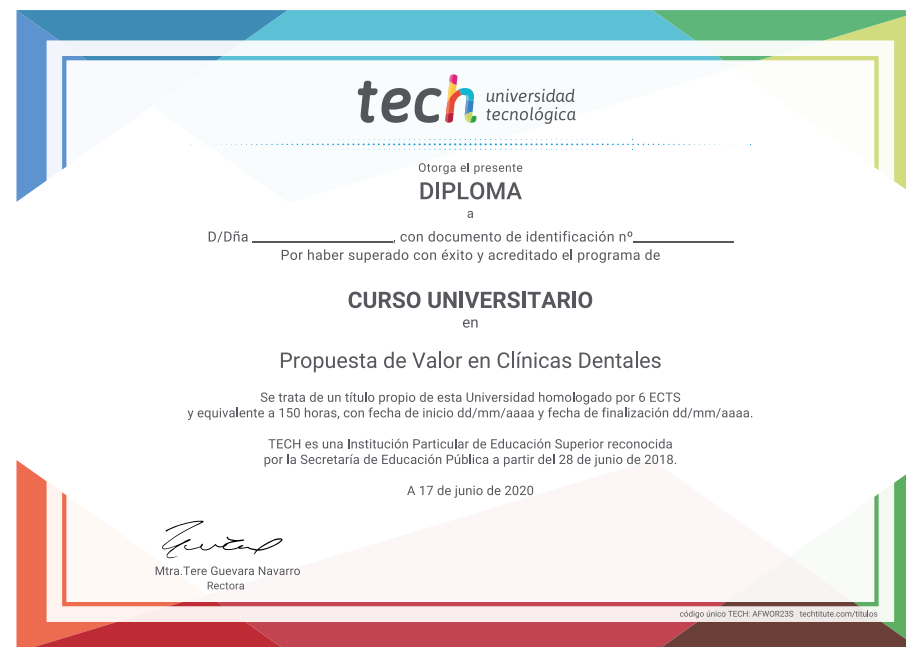 tech universidad
tecnológica
Otorga el presente
DIPLOMA
a
D/Dña ____________________, con documento de identificación nº______________
Por haber superado con éxito y acreditado el programa de
CURSO UNIVERSITARIO
en
Propuesta de Valor en Clínicas Dentales
Se trata de un título propio de esta Universidad homologado por 6 ECTS
y equivalente a 150 horas, con fecha de inicio dd/mm/aaaa y fecha de finalización dd/mm/aaaa.
TECH es una Institución Particular de Educación Superior reconocida
por la Secretaría de Educación Pública a partir del 28 de junio de 2018.
A 17 de junio de 2020
Mtra.Tere Guevara Navarro
Rectora
código único TECH: AFWOR23S techtitute.com/titulos